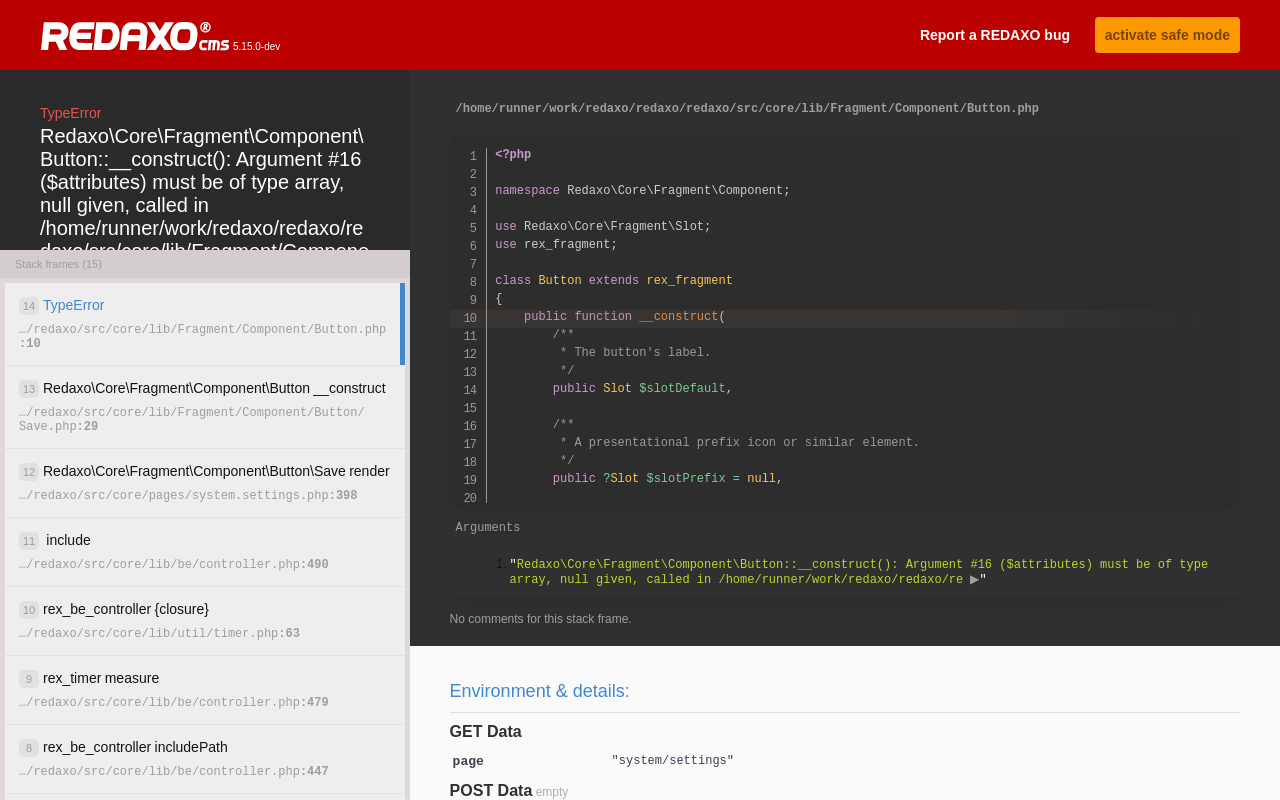 REDAXO® cms 5.15.0-dev
Report a REDAXO bug
activate safe mode
TypeError
Redaxo\Core\Fragment\Component\
Button::__construct(): Argument #16
($attributes) must be of type array,
null given, called in
/home/runner/work/redaxo/redaxo/re
daxo/src/core/lib/Fragment/Compone
Stack frames (15)
14 TypeError
…/redaxo/src/core/lib/Fragment/Component/Button.php
:10
13 Redaxo\Core\Fragment\Component\Button __construct
…/redaxo/src/core/lib/Fragment/Component/Button/
Save.php:29
12 Redaxo\Core\Fragment\Component\Button\Save render
…/redaxo/src/core/pages/system.settings.php:398
11 include
…/redaxo/src/core/lib/be/controller.php:490
10 rex_be_controller {closure}
…/redaxo/src/core/lib/util/timer.php:63
9 rex_timer measure
…/redaxo/src/core/lib/be/controller.php:479
8 rex_be_controller includePath
…/redaxo/src/core/lib/be/controller.php:447
/home/runner/work/redaxo/redaxo/redaxo/src/core/lib/Fragment/Component/Button.php
1 <?php
2
3 namespace Redaxo\Core\Fragment\Component;
4
5 use Redaxo\Core\Fragment\Slot;
6 use rex_fragment;
7
8 class Button extends rex_fragment
9 {
10     public function __construct(
11         /**
12          * The button's label.
13          */
14         public Slot $slotDefault,
15
16         /**
17          * A presentational prefix icon or similar element.
18          */
19         public ?Slot $slotPrefix = null,
20
Arguments
1. "Redaxo\Core\Fragment\Component\Button::__construct(): Argument #16 ($attributes) must be of type
array, null given, called in /home/runner/work/redaxo/redaxo/re ▶"
No comments for this stack frame.
Environment & details:
GET Data
page "system/settings"
POST Data empty